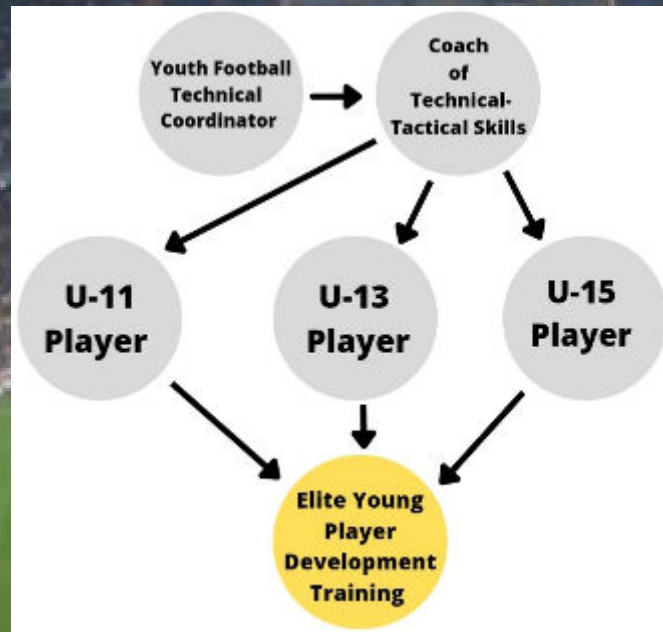 Youth Football
Technical
Coordinator
Coach
of
Technical-
Tactical Skills
U-11
Player
U-13
Player
U-15
Player
Elite Young
Player
Development
Training